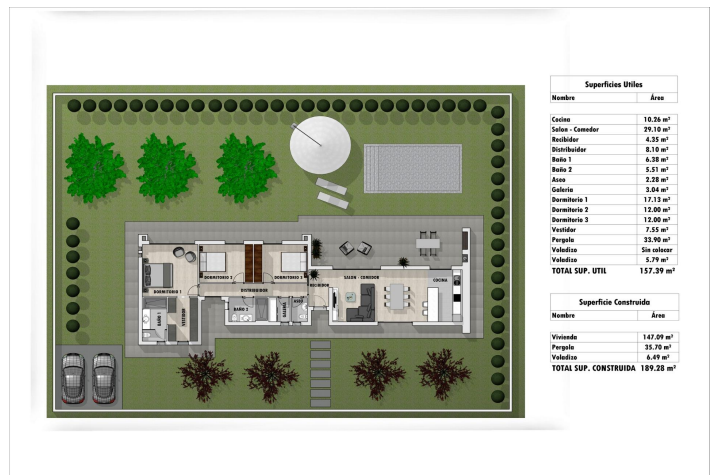 Superficies Utiles
Nombre Área
Cocina 10.26 m²
Salon - Comedor 29.10 m²
Recibidor 4.35 m²
Distribuidor 8.10 m²
Baño 1 6.38 m²
Baño 2 5.51 m²
Aseo 2.28 m²
Galeria 3.04 m²
Dormitorio 1 17.13 m²
Dormitorio 2 12.00 m²
Dormitorio 3 12.00 m²
Vestidor 7.55 m²
Pergola 33.90 m²
Voladizo Sin colocar
Voladizo 5.79 m²
TOTAL SUP. UTIL 157.39 m²
Superficie Construida
Nombre Área
Vivienda 147.09 m²
Pergola 35.70 m²
Voladizo 6.49 m²
TOTAL SUP. CONSTRUIDA 189.28 m²
DORMITORIO 3
DORMITORIO 2
SALON - COMEDOR
COCINA
RECIBIDOR
DORMITORIO 1
DISTRIBUIDOR
ASEO
BAÑO 2
GALERIA
BAÑO 1
VESTIDOR